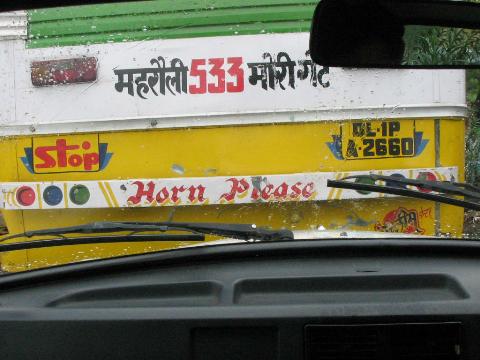 महरौली 533 मोरी गेट
Stop
DL-1P
A-2660
Horn Please